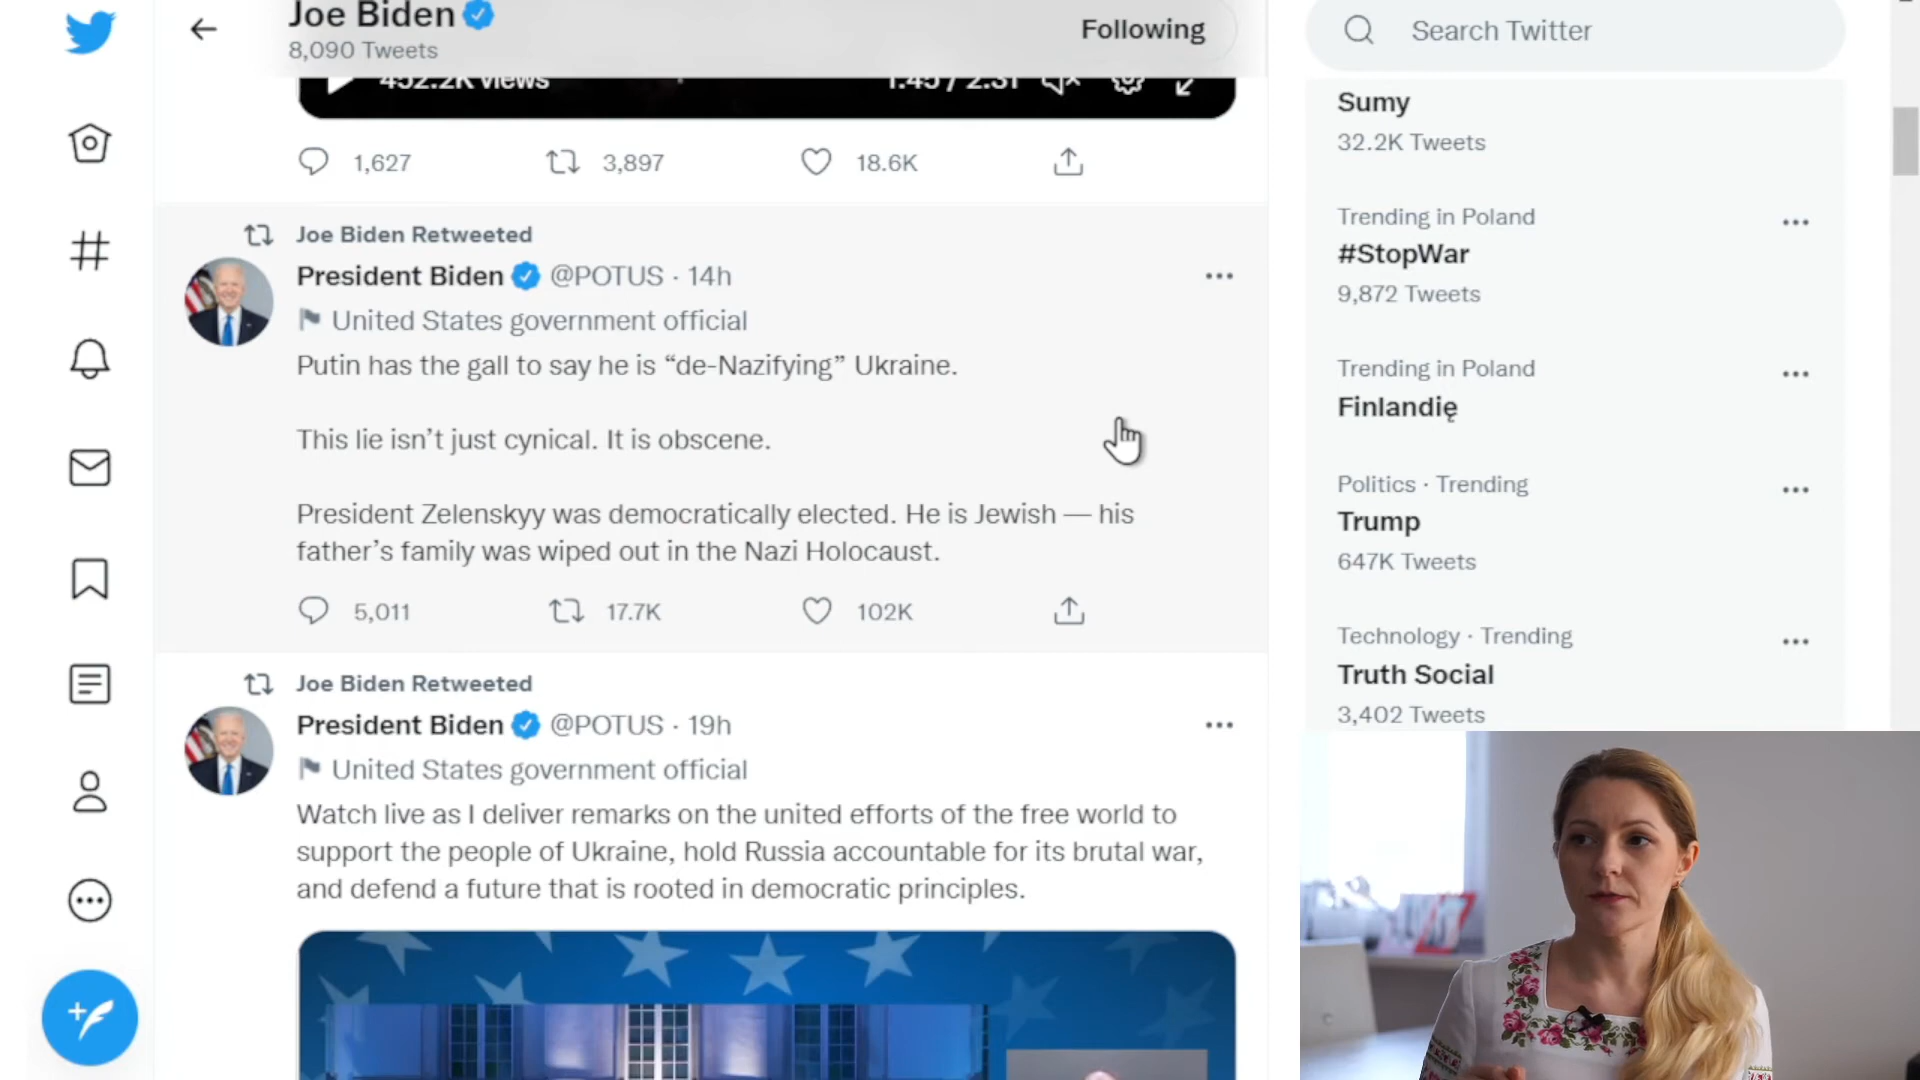 Joe Biden
8,090 Tweets
Following
Search Twitter
452.2K views
1:45 / 2:31
1,627
3,897
18.6K
Joe Biden Retweeted
President Biden @POTUS · 14h
United States government official
Putin has the gall to say he is “de-Nazifying” Ukraine.
This lie isn’t just cynical. It is obscene.
President Zelenskyy was democratically elected. He is Jewish — his
father’s family was wiped out in the Nazi Holocaust.
5,011
17.7K
102K
Joe Biden Retweeted
President Biden @POTUS · 19h
United States government official
Watch live as I deliver remarks on the united efforts of the free world to
support the people of Ukraine, hold Russia accountable for its brutal war,
and defend a future that is rooted in democratic principles.
Sumy
32.2K Tweets
Trending in Poland
#StopWar
9,872 Tweets
Trending in Poland
Finlandię
Politics · Trending
Trump
647K Tweets
Technology · Trending
Truth Social
3,402 Tweets